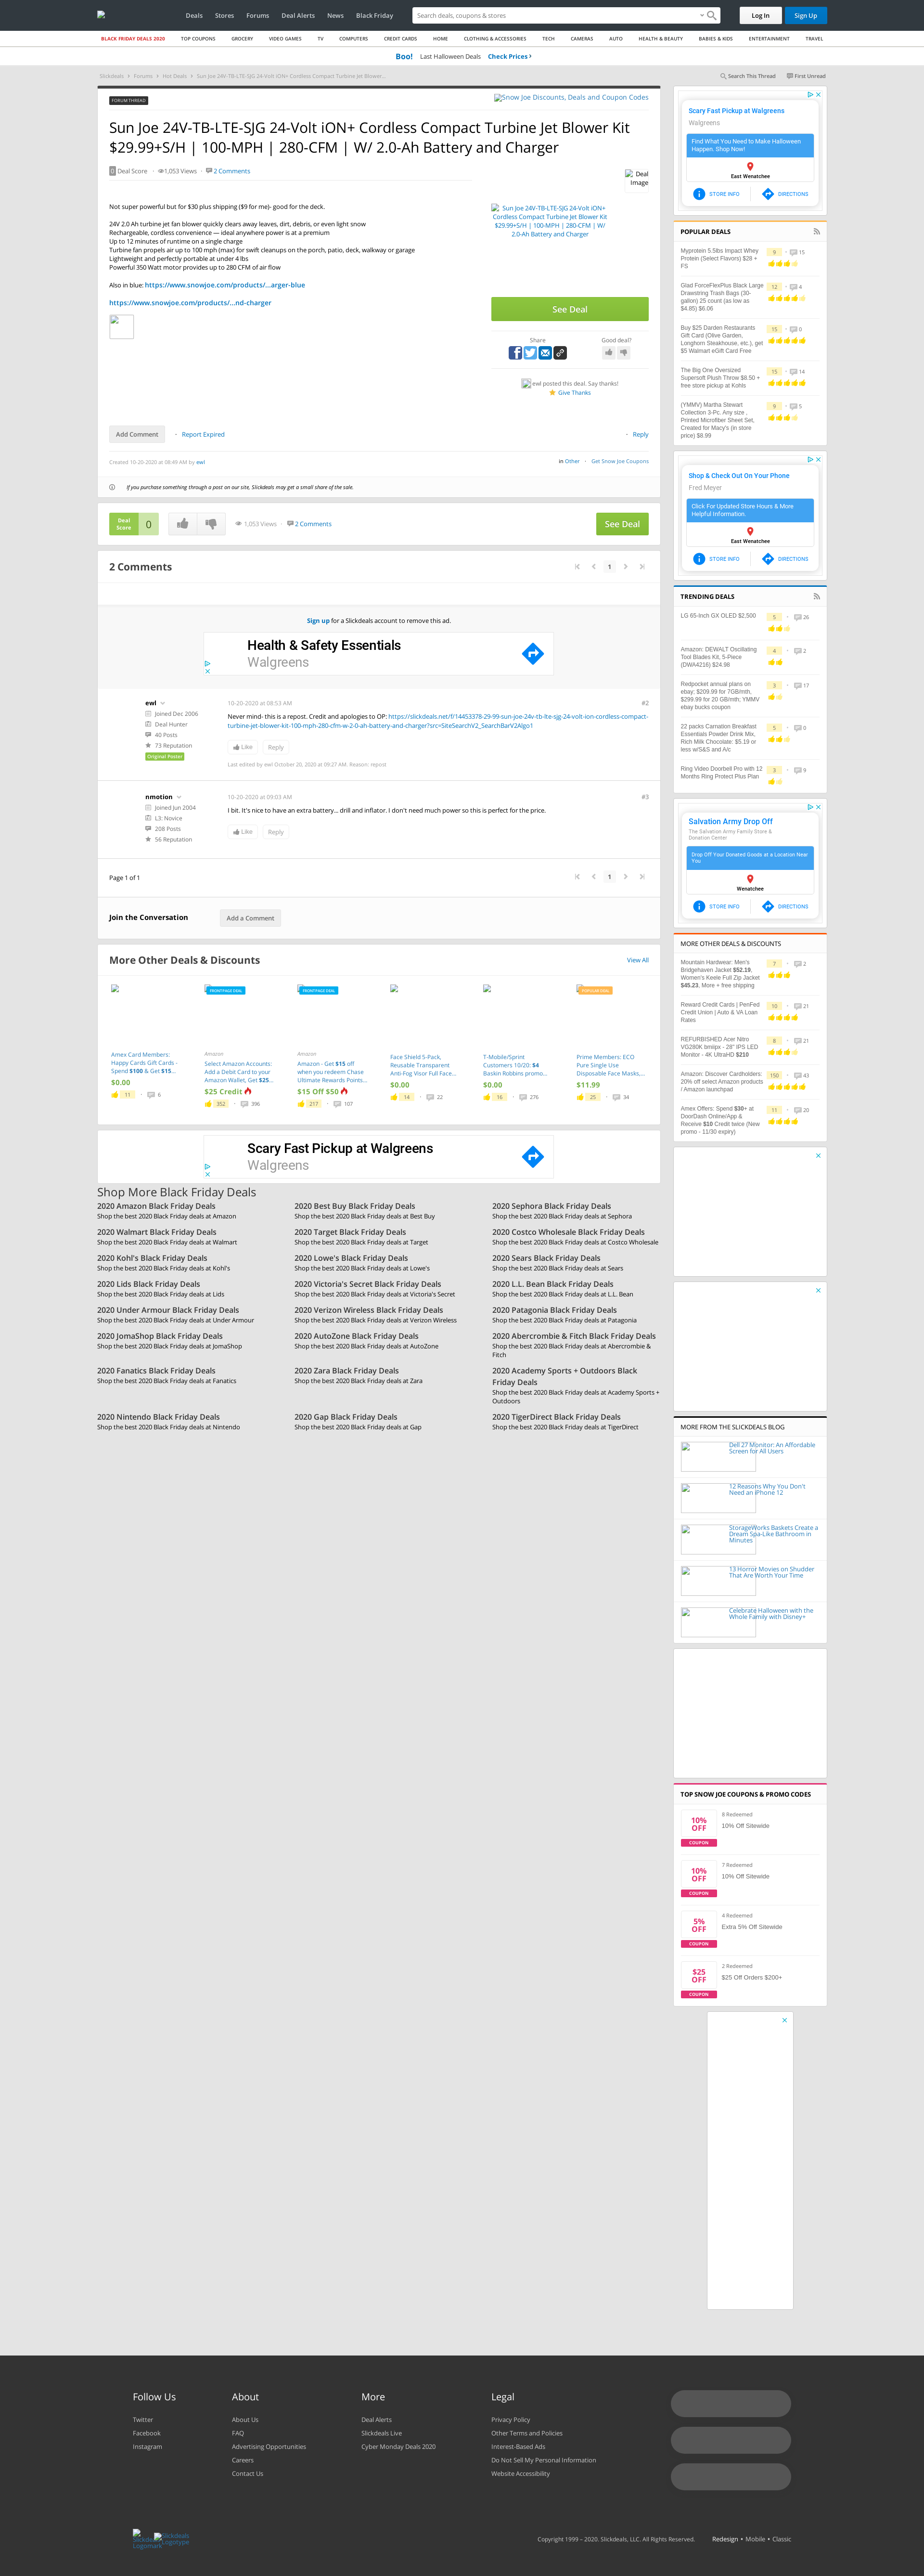 Deals Stores Forums Deal Alerts News Black Friday Search deals, coupons & stores Log In Sign Up
BLACK FRIDAY DEALS 2020 TOP COUPONS GROCERY VIDEO GAMES TV COMPUTERS CREDIT CARDS HOME CLOTHING & ACCESSORIES TECH CAMERAS AUTO HEALTH & BEAUTY BABIES & KIDS ENTERTAINMENT TRAVEL
Boo! Last Halloween Deals Check Prices ›
Slickdeals › Forums › Hot Deals › Sun Joe 24V-TB-LTE-SJG 24-Volt iON+ Cordless Compact Turbine Jet Blower...
Search This Thread First Unread
FORUM THREAD
Snow Joe Discounts, Deals and Coupon Codes
Sun Joe 24V-TB-LTE-SJG 24-Volt iON+ Cordless Compact Turbine Jet Blower Kit
$29.99+S/H | 100-MPH | 280-CFM | W/ 2.0-Ah Battery and Charger
0 Deal Score 1,053 Views 2 Comments
Deal Image
Not super powerful but for $30 plus shipping ($9 for me)- good for the deck.
24V 2.0 Ah turbine jet fan blower quickly clears away leaves, dirt, debris, or even light snow
Rechargeable, cordless convenience — ideal anywhere power is at a premium
Up to 12 minutes of runtime on a single charge
Turbine fan propels air up to 100 mph (max) for swift cleanups on the porch, patio, deck, walkway, or garage
Lightweight and perfectly portable at under 4 lbs
Powerful 350 Watt motor provides up to 280 CFM of air flow
Also in blue: https://www.snowjoe.com/products/...arger-blue
https://www.snowjoe.com/products/...nd-charger
Sun Joe 24V-TB-LTE-SJG 24-Volt iON+
Cordless Compact Turbine Jet Blower Kit
$29.99+S/H | 100-MPH | 280-CFM | W/
2.0-Ah Battery and Charger
See Deal
Share Good deal?
ewl posted this deal. Say thanks!
Give Thanks
Add Comment Report Expired Reply
Created 10-20-2020 at 08:49 AM by ewl
in Other Get Snow Joe Coupons
If you purchase something through a post on our site, Slickdeals may get a small share of the sale.
Deal Score 0 1,053 Views 2 Comments See Deal
2 Comments 1
Sign up for a Slickdeals account to remove this ad.
Health & Safety Essentials
Walgreens
ewl
Joined Dec 2006
Deal Hunter
40 Posts
73 Reputation
Original Poster
10-20-2020 at 08:53 AM #2
Never mind- this is a repost. Credit and apologies to OP: https://slickdeals.net/f/14453378-29-99-sun-joe-24v-tb-lte-sjg-24-volt-ion-cordless-compact-
turbine-jet-blower-kit-100-mph-280-cfm-w-2-0-ah-battery-and-charger?src=SiteSearchV2_SearchBarV2Algo1
Like Reply
Last edited by ewl October 20, 2020 at 09:27 AM. Reason: repost
nmotion
Joined Jun 2004
L3: Novice
208 Posts
56 Reputation
10-20-2020 at 09:03 AM #3
I bit. It's nice to have an extra battery... drill and inflator. I don't need much power so this is perfect for the price.
Like Reply
Page 1 of 1 1
Join the Conversation Add a Comment
More Other Deals & Discounts View All
Amex Card Members:
Happy Cards Gift Cards -
Spend $100 & Get $15...
$0.00
11 6
FRONTPAGE DEAL
Amazon
Select Amazon Accounts:
Add a Debit Card to your
Amazon Wallet, Get $25...
$25 Credit
352 396
FRONTPAGE DEAL
Amazon
Amazon - Get $15 off
when you redeem Chase
Ultimate Rewards Points...
$15 Off $50
217 107
Face Shield 5-Pack,
Reusable Transparent
Anti-Fog Visor Full Face...
$0.00
14 22
T-Mobile/Sprint
Customers 10/20: $4
Baskin Robbins promo...
$0.00
16 276
POPULAR DEAL
Prime Members: ECO
Pure Single Use
Disposable Face Masks,...
$11.99
25 34
Scary Fast Pickup at Walgreens
Walgreens
Shop More Black Friday Deals
2020 Amazon Black Friday Deals
Shop the best 2020 Black Friday deals at Amazon
2020 Best Buy Black Friday Deals
Shop the best 2020 Black Friday deals at Best Buy
2020 Sephora Black Friday Deals
Shop the best 2020 Black Friday deals at Sephora
2020 Walmart Black Friday Deals
Shop the best 2020 Black Friday deals at Walmart
2020 Target Black Friday Deals
Shop the best 2020 Black Friday deals at Target
2020 Costco Wholesale Black Friday Deals
Shop the best 2020 Black Friday deals at Costco Wholesale
2020 Kohl's Black Friday Deals
Shop the best 2020 Black Friday deals at Kohl's
2020 Lowe's Black Friday Deals
Shop the best 2020 Black Friday deals at Lowe's
2020 Sears Black Friday Deals
Shop the best 2020 Black Friday deals at Sears
2020 Lids Black Friday Deals
Shop the best 2020 Black Friday deals at Lids
2020 Victoria's Secret Black Friday Deals
Shop the best 2020 Black Friday deals at Victoria's Secret
2020 L.L. Bean Black Friday Deals
Shop the best 2020 Black Friday deals at L.L. Bean
2020 Under Armour Black Friday Deals
Shop the best 2020 Black Friday deals at Under Armour
2020 Verizon Wireless Black Friday Deals
Shop the best 2020 Black Friday deals at Verizon Wireless
2020 Patagonia Black Friday Deals
Shop the best 2020 Black Friday deals at Patagonia
2020 JomaShop Black Friday Deals
Shop the best 2020 Black Friday deals at JomaShop
2020 AutoZone Black Friday Deals
Shop the best 2020 Black Friday deals at AutoZone
2020 Abercrombie & Fitch Black Friday Deals
Shop the best 2020 Black Friday deals at Abercrombie &
Fitch
2020 Fanatics Black Friday Deals
Shop the best 2020 Black Friday deals at Fanatics
2020 Zara Black Friday Deals
Shop the best 2020 Black Friday deals at Zara
2020 Academy Sports + Outdoors Black
Friday Deals
Shop the best 2020 Black Friday deals at Academy Sports +
Outdoors
2020 Nintendo Black Friday Deals
Shop the best 2020 Black Friday deals at Nintendo
2020 Gap Black Friday Deals
Shop the best 2020 Black Friday deals at Gap
2020 TigerDirect Black Friday Deals
Shop the best 2020 Black Friday deals at TigerDirect
Scary Fast Pickup at Walgreens
Walgreens
Find What You Need to Make Halloween
Happen. Shop Now!
East Wenatchee
STORE INFO DIRECTIONS
POPULAR DEALS
Myprotein 5.5lbs Impact Whey
Protein (Select Flavors) $28 +
FS
9 15
Glad ForceFlexPlus Black Large
Drawstring Trash Bags (30-
gallon) 25 count (as low as
$4.85) $6.06
12 4
Buy $25 Darden Restaurants
Gift Card (Olive Garden,
Longhorn Steakhouse, etc.), get
$5 Walmart eGift Card Free
15 0
The Big One Oversized
Supersoft Plush Throw $8.50 +
free store pickup at Kohls
15 14
(YMMV) Martha Stewart
Collection 3-Pc. Any size ,
Printed Microfiber Sheet Set,
Created for Macy's (in store
price) $8.99
9 5
Shop & Check Out On Your Phone
Fred Meyer
Click For Updated Store Hours & More
Helpful Information.
East Wenatchee
STORE INFO DIRECTIONS
TRENDING DEALS
LG 65-Inch GX OLED $2,500
5 26
Amazon: DEWALT Oscillating
Tool Blades Kit, 5-Piece
(DWA4216) $24.98
4 2
Redpocket annual plans on
ebay; $209.99 for 7GB/mth,
$299.99 for 20 GB/mth; YMMV
ebay bucks coupon
3 17
22 packs Carnation Breakfast
Essentials Powder Drink Mix,
Rich Milk Chocolate: $5.19 or
less w/S&S and A/c
5 0
Ring Video Doorbell Pro with 12
Months Ring Protect Plus Plan
3 9
Salvation Army Drop Off
The Salvation Army Family Store &
Donation Center
Drop Off Your Donated Goods at a Location Near
You
Wenatchee
STORE INFO DIRECTIONS
MORE OTHER DEALS & DISCOUNTS
Mountain Hardwear: Men's
Bridgehaven Jacket $52.19,
Women's Keele Full Zip Jacket
$45.23, More + free shipping
7 2
Reward Credit Cards | PenFed
Credit Union | Auto & VA Loan
Rates
10 21
REFURBISHED Acer Nitro
VG280K bmiipx - 28" IPS LED
Monitor - 4K UltraHD $210
8 21
Amazon: Discover Cardholders:
20% off select Amazon products
/ Amazon launchpad
150 43
Amex Offers: Spend $30+ at
DoorDash Online/App &
Receive $10 Credit twice (New
promo - 11/30 expiry)
11 20
MORE FROM THE SLICKDEALS BLOG
Dell 27 Monitor: An Affordable
Screen for All Users
12 Reasons Why You Don't
Need an iPhone 12
StorageWorks Baskets Create a
Dream Spa-Like Bathroom in
Minutes
13 Horror Movies on Shudder
That Are Worth Your Time
Celebrate Halloween with the
Whole Family with Disney+
TOP SNOW JOE COUPONS & PROMO CODES
10% OFF COUPON
8 Redeemed
10% Off Sitewide
10% OFF COUPON
7 Redeemed
10% Off Sitewide
5% OFF COUPON
4 Redeemed
Extra 5% Off Sitewide
$25 OFF COUPON
2 Redeemed
$25 Off Orders $200+
Follow Us
Twitter
Facebook
Instagram
About
About Us
FAQ
Advertising Opportunities
Careers
Contact Us
More
Deal Alerts
Slickdeals Live
Cyber Monday Deals 2020
Legal
Privacy Policy
Other Terms and Policies
Interest-Based Ads
Do Not Sell My Personal Information
Website Accessibility
Slickdeals Logomark Slickdeals Logotype
Copyright 1999 – 2020. Slickdeals, LLC. All Rights Reserved. Redesign • Mobile • Classic